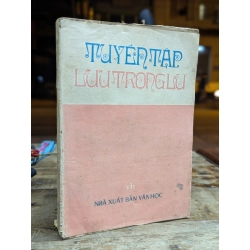 TUYỂN TẬP
LƯU TRỌNG LƯ
NHÀ XUẤT BẢN VĂN HỌC